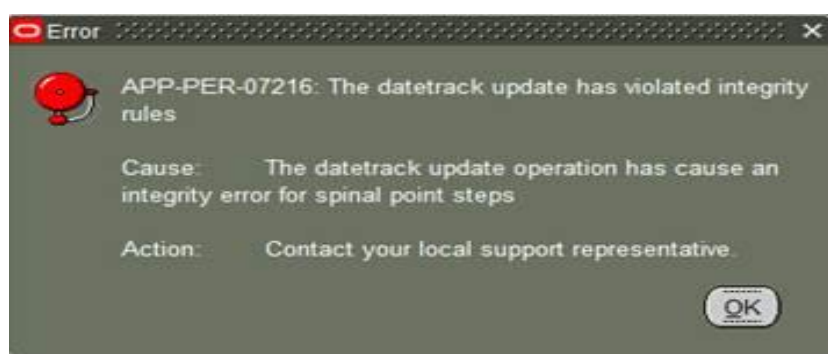 Error
APP-PER-07216: The datetrack update has violated integrity
rules
Cause: The datetrack update operation has cause an
integrity error for spinal point steps
Action: Contact your local support representative.
OK